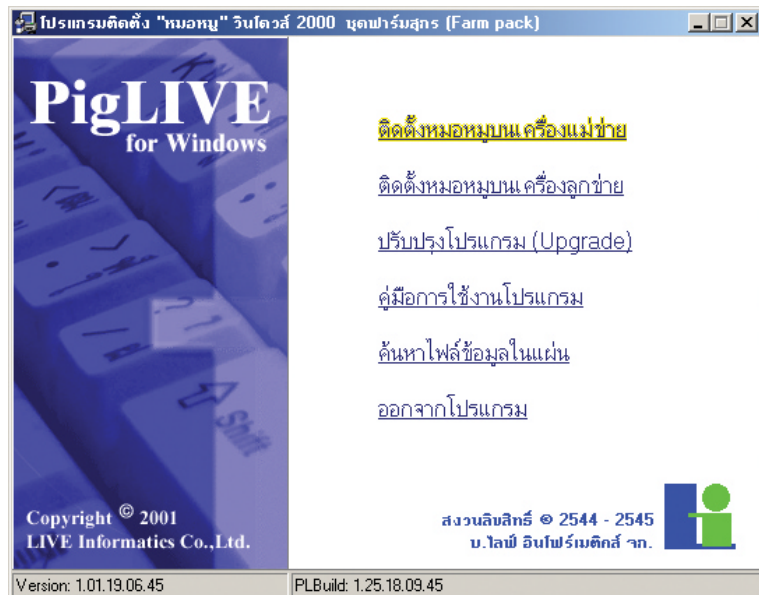 โปรแกรมติดตั้ง "หมอหมู" วินโดวส์ 2000 ชุดฟาร์มสุกร (Farm pack)
PigLIVE
for Windows
ติดตั้งหมอหมูบนเครื่องแม่ข่าย
ติดตั้งหมอหมูบนเครื่องลูกข่าย
ปรับปรุงโปรแกรม (Upgrade)
คู่มือการใช้งานโปรแกรม
ค้นหาไฟล์ข้อมูลในแผ่น
ออกจากโปรแกรม
Shift
Copyright © 2001
LIVE Informatics Co.,Ltd.
สงวนลิขสิทธิ์ © 2544 - 2545
บ.ไลฟ์ อินโฟร์เมติกส์ จก.
Version: 1.01.19.06.45
PLBuild: 1.25.18.09.45